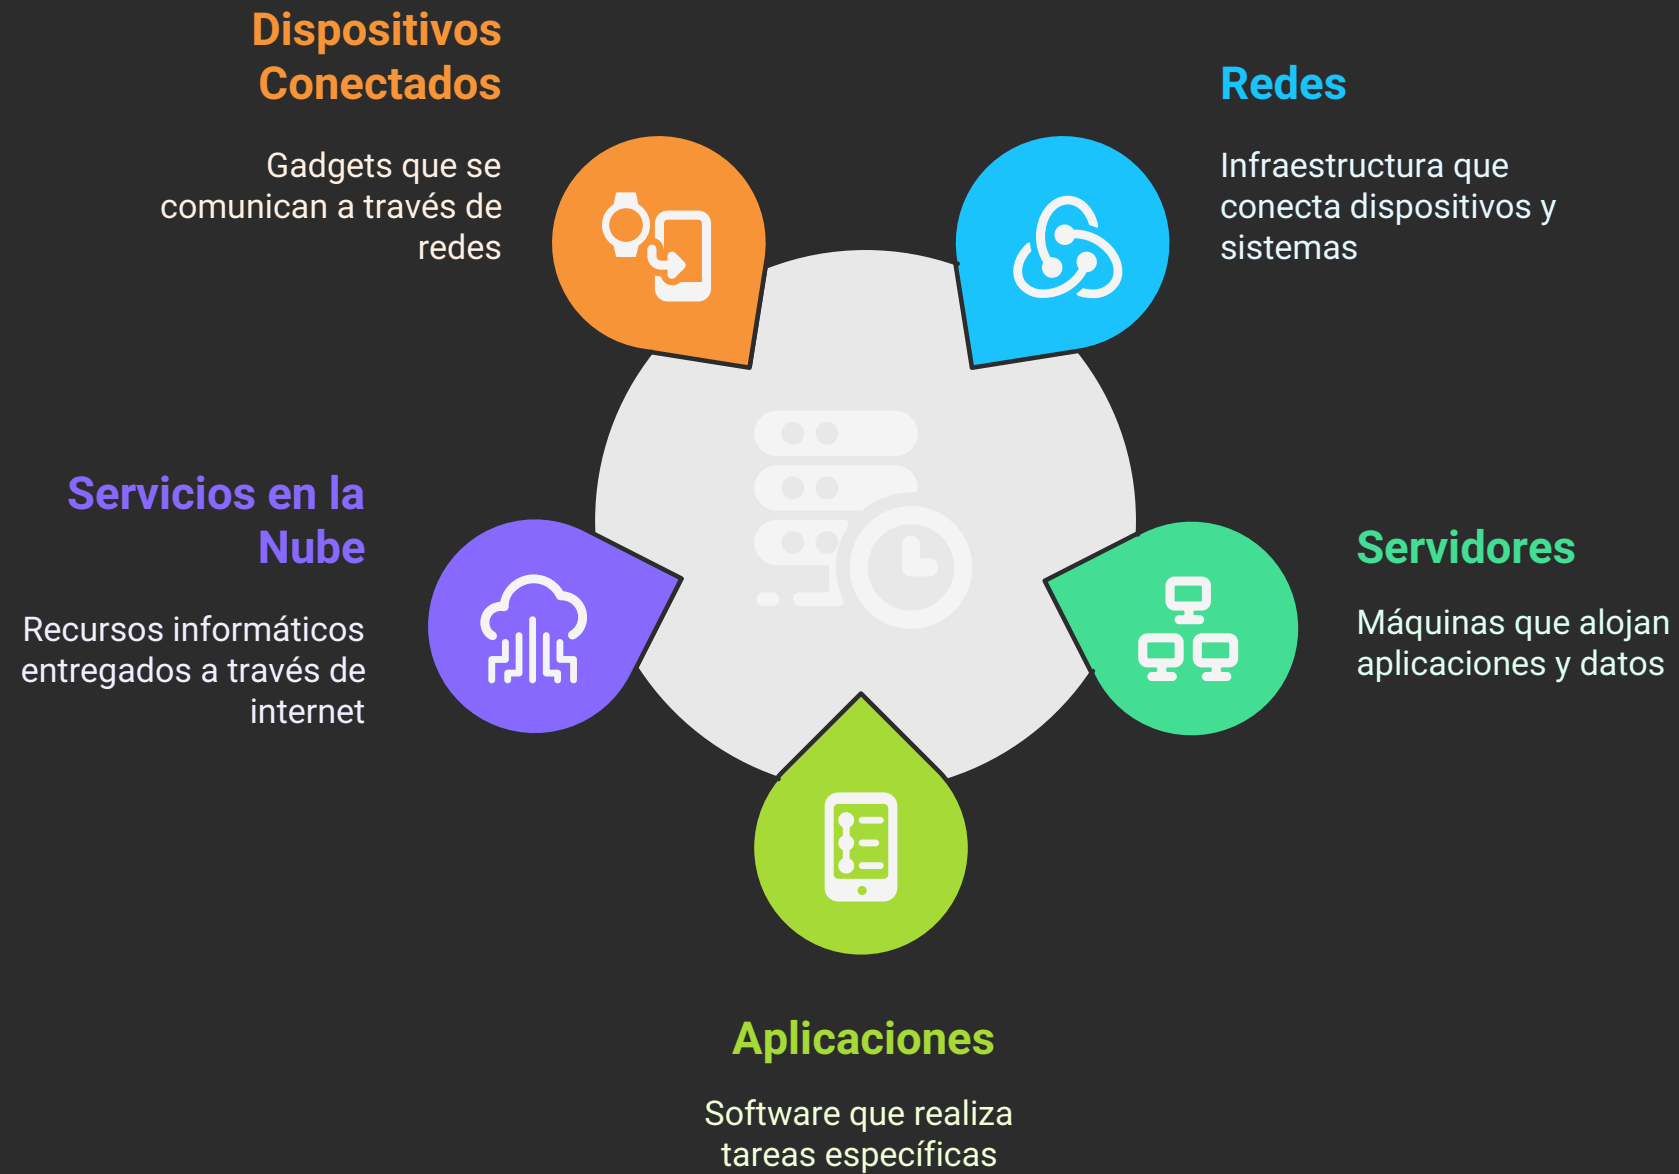 Dispositivos
Conectados
Gadgets que se
comunican a través de
redes
Redes
Infraestructura que
conecta dispositivos y
sistemas
Servicios en la
Nube
Recursos informáticos
entregados a través de
internet
Servidores
Máquinas que alojan
aplicaciones y datos
Aplicaciones
Software que realiza
tareas específicas